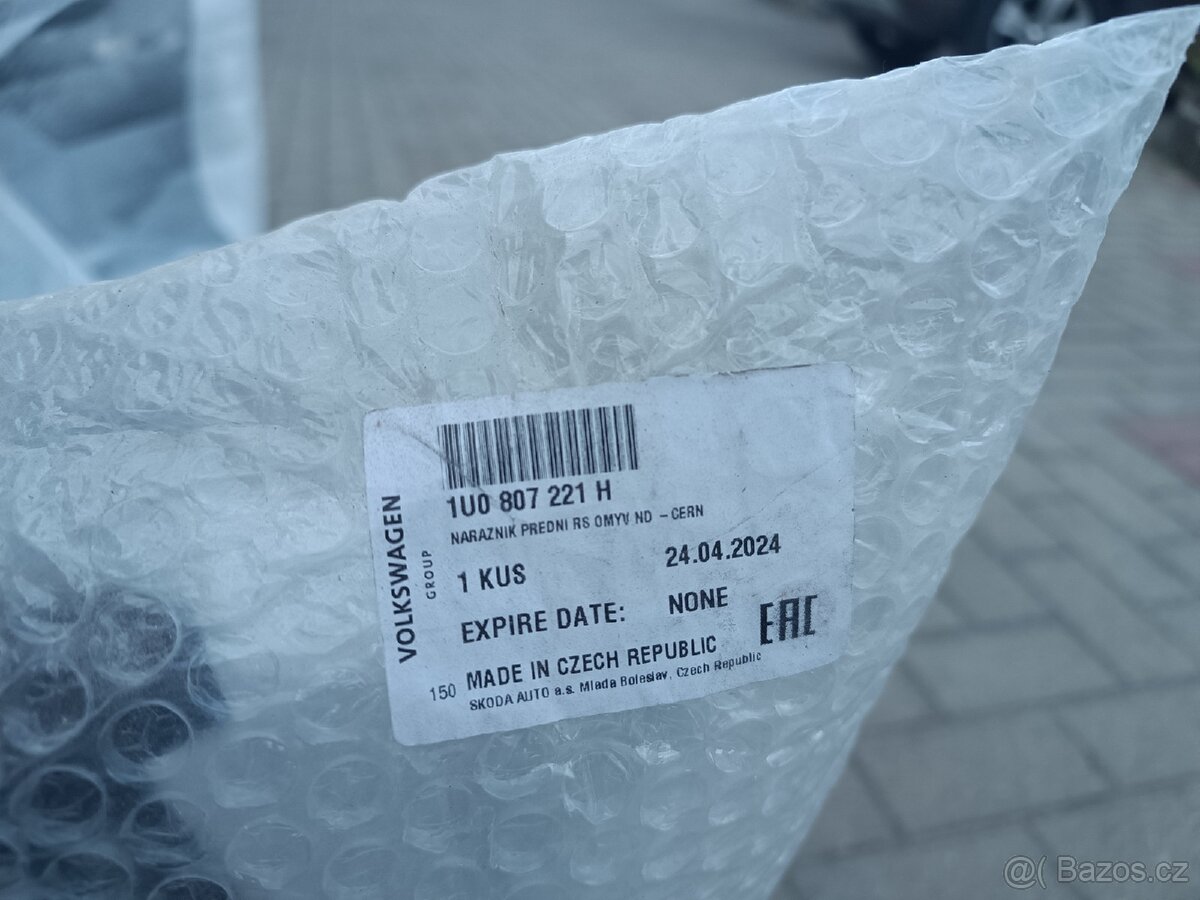 VOLKSWAGEN
GROUP
1U0 807 221 H
NARAZNIK PREDNI RS OMYV ND - CERN
1 KUS
24.04.2024
EXPIRE DATE: NONE
EAC
150 MADE IN CZECH REPUBLIC
SKODA AUTO a.s. Mlada Boleslav, Czech Republic
@( Bazos.cz